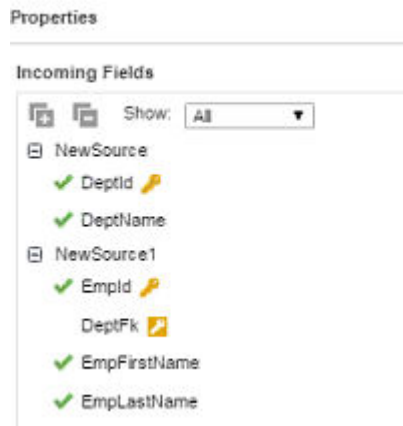 Properties
Incoming Fields
Show: All
NewSource
DeptId
DeptName
NewSource1
EmpId
DeptFk
EmpFirstName
EmpLastName